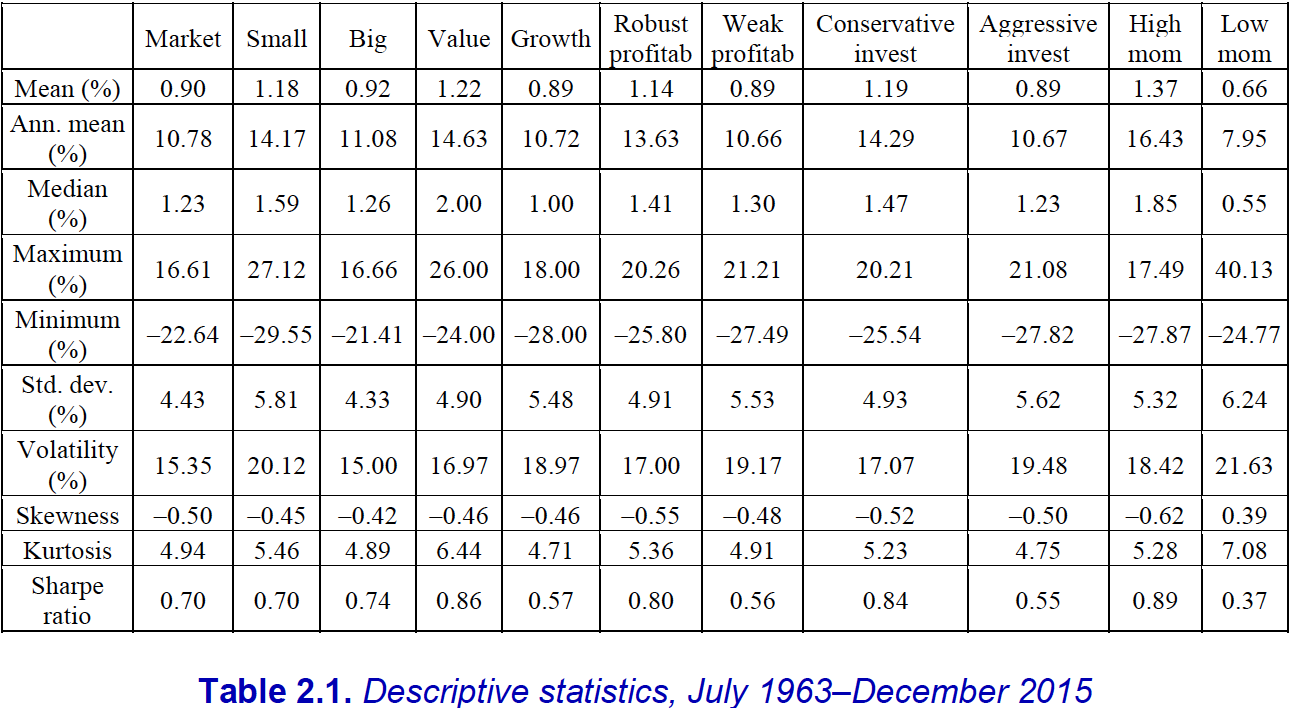 Market Small Big Value Growth Robust profitab Weak profitab Conservative invest Aggressive invest High mom Low mom
Mean (%) 0.90 1.18 0.92 1.22 0.89 1.14 0.89 1.19 0.89 1.37 0.66
Ann. mean (%) 10.78 14.17 11.08 14.63 10.72 13.63 10.66 14.29 10.67 16.43 7.95
Median (%) 1.23 1.59 1.26 2.00 1.00 1.41 1.30 1.47 1.23 1.85 0.55
Maximum (%) 16.61 27.12 16.66 26.00 18.00 20.26 21.21 20.21 21.08 17.49 40.13
Minimum (%) –22.64 –29.55 –21.41 –24.00 –28.00 –25.80 –27.49 –25.54 –27.82 –27.87 –24.77
Std. dev. (%) 4.43 5.81 4.33 4.90 5.48 4.91 5.53 4.93 5.62 5.32 6.24
Volatility (%) 15.35 20.12 15.00 16.97 18.97 17.00 19.17 17.07 19.48 18.42 21.63
Skewness –0.50 –0.45 –0.42 –0.46 –0.46 –0.55 –0.48 –0.52 –0.50 –0.62 0.39
Kurtosis 4.94 5.46 4.89 6.44 4.71 5.36 4.91 5.23 4.75 5.28 7.08
Sharpe ratio 0.70 0.70 0.74 0.86 0.57 0.80 0.56 0.84 0.55 0.89 0.37
Table 2.1. Descriptive statistics, July 1963–December 2015